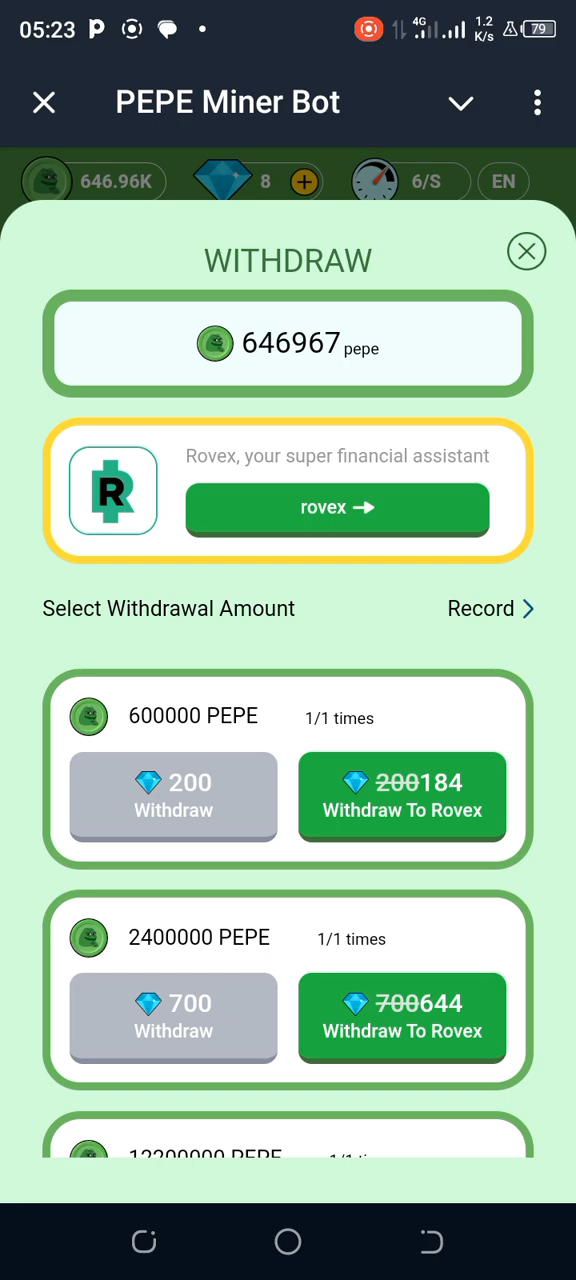 05:23 4G 1.2 K/s 79
PEPE Miner Bot
646.96K 8 6/S EN
WITHDRAW
646967 pepe
Rovex, your super financial assistant
R
rovex
Select Withdrawal Amount Record
600000 PEPE 1/1 times
200 200184
Withdraw Withdraw To Rovex
2400000 PEPE 1/1 times
700 700644
Withdraw Withdraw To Rovex
12200000 PEPE